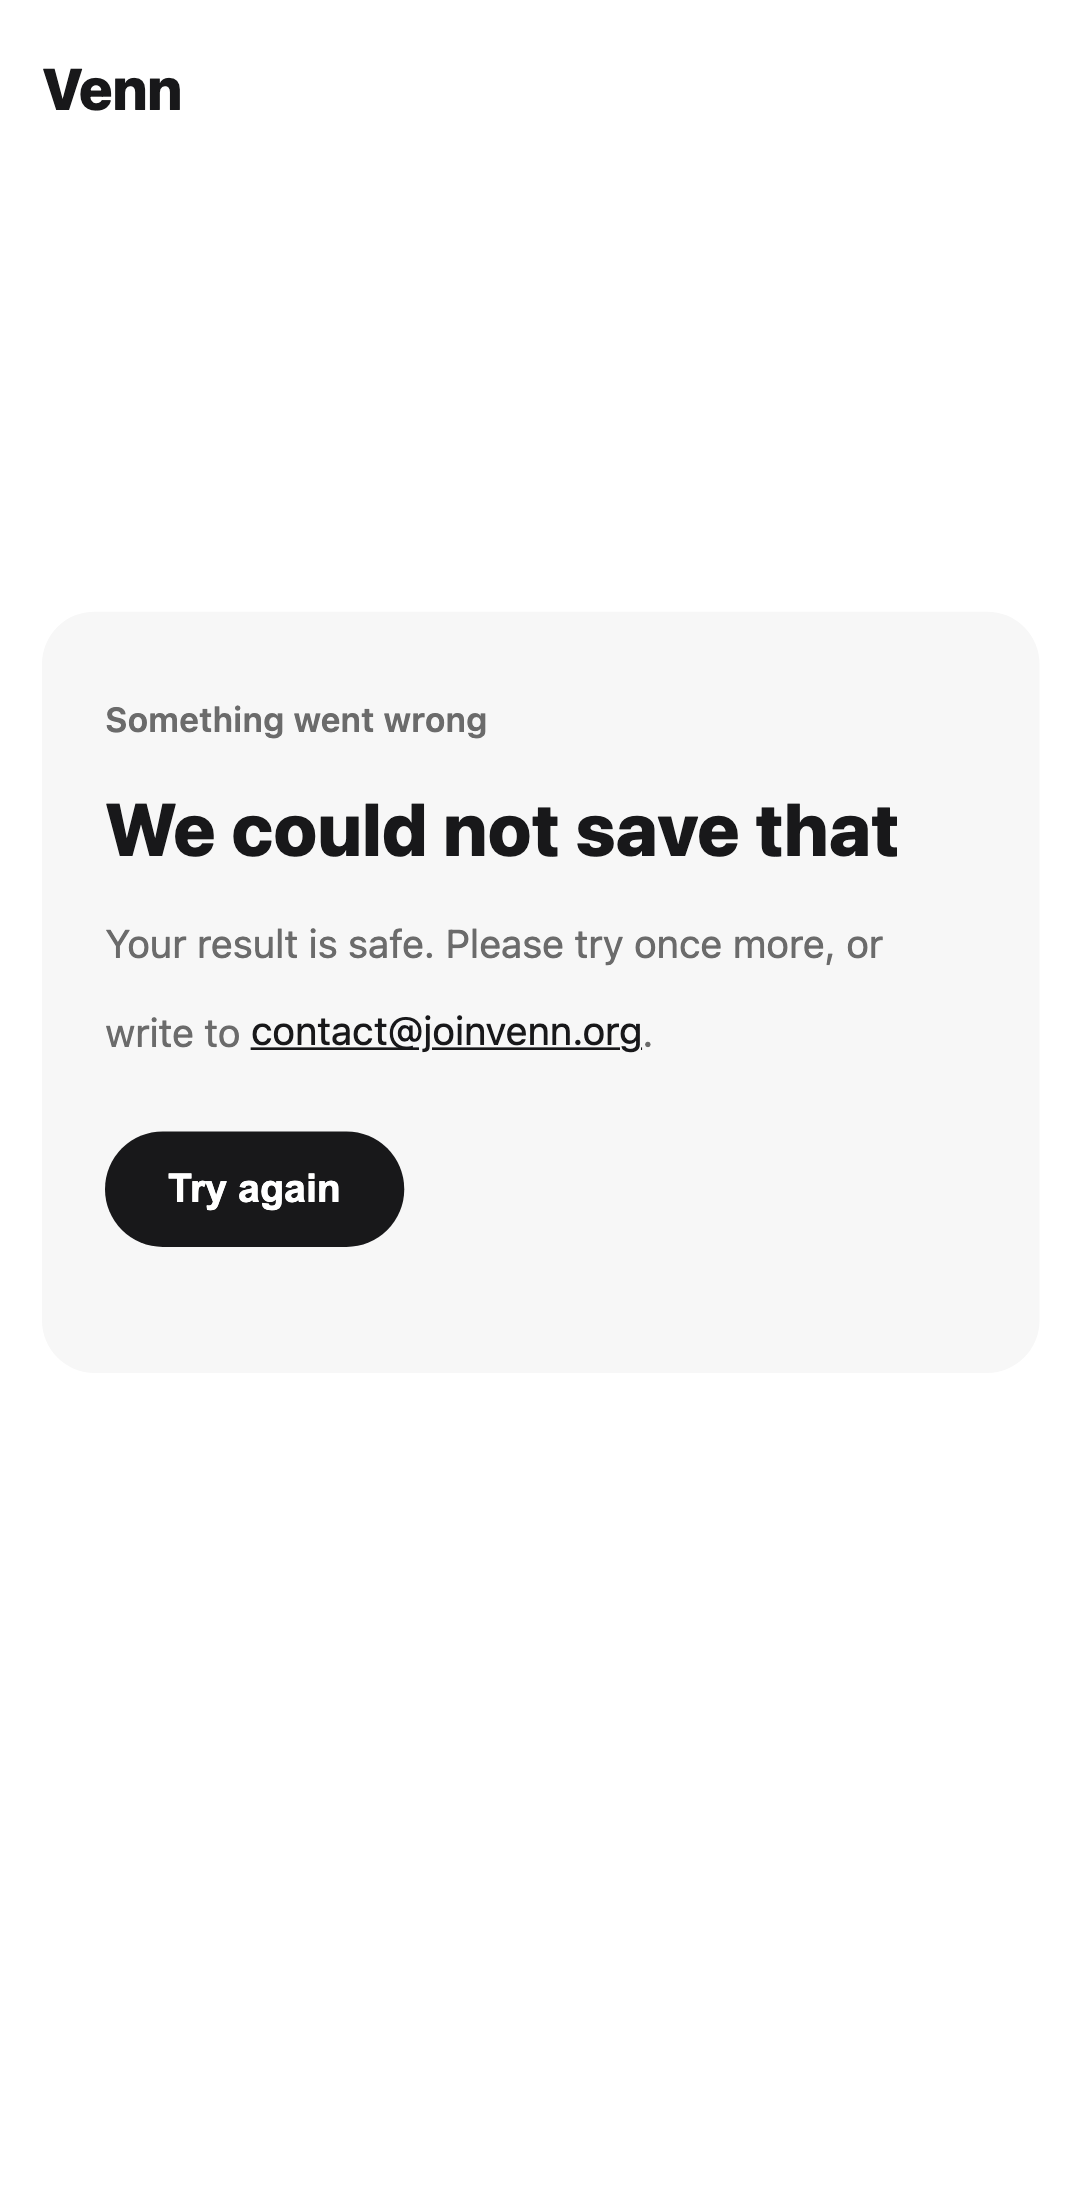 Venn
Something went wrong
We could not save that
Your result is safe. Please try once more, or
write to contact@joinvenn.org.
Try again